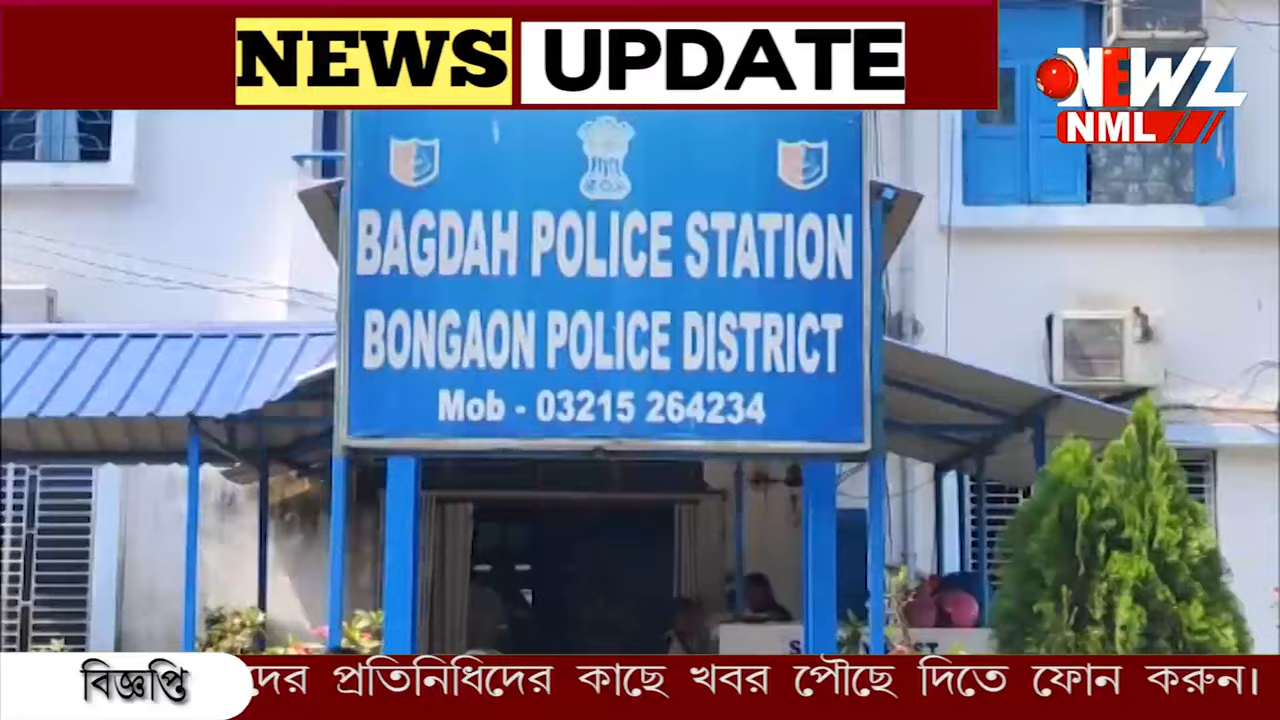 NEWS UPDATE
NEWZ
NML
BAGDAH POLICE STATION
BONGAON POLICE DISTRICT
Mob - 03215 264234
বিজ্ঞপ্তি
দের প্রতিনিধিদের কাছে খবর পৌছে দিতে ফোন করুন।